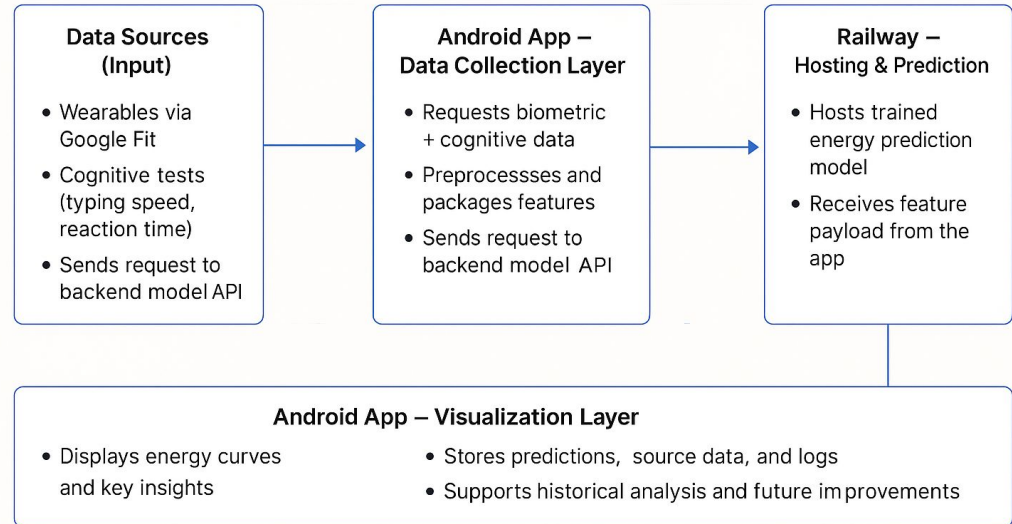 Data Sources
(Input)
• Wearables via
Google Fit
• Cognitive tests
(typing speed,
reaction time)
• Sends request to
backend model API
Android App –
Data Collection Layer
• Requests biometric
+ cognitive data
• Preprocessses and
packages features
• Sends request to
backend model API
Railway –
Hosting & Prediction
• Hosts trained
energy prediction
model
• Receives feature
payload from the
app
Android App – Visualization Layer
• Displays energy curves
and key insights
• Stores predictions, source data, and logs
• Supports historical analysis and future improvements